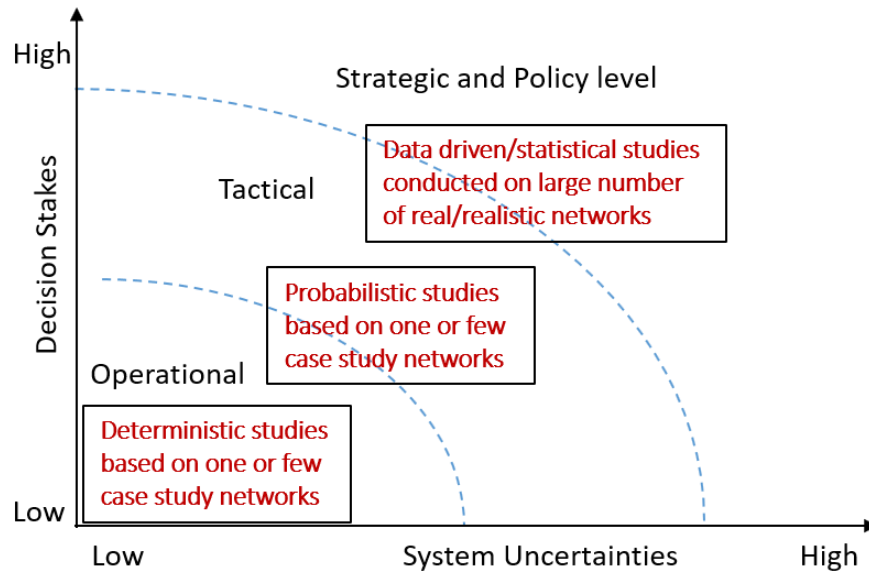 High
Strategic and Policy level
Data driven/statistical studies
conducted on large number
of real/realistic networks
Tactical
Decision Stakes
Probabilistic studies
based on one or few
case study networks
Operational
Deterministic studies
based on one or few
case study networks
Low
Low
System Uncertainties
High